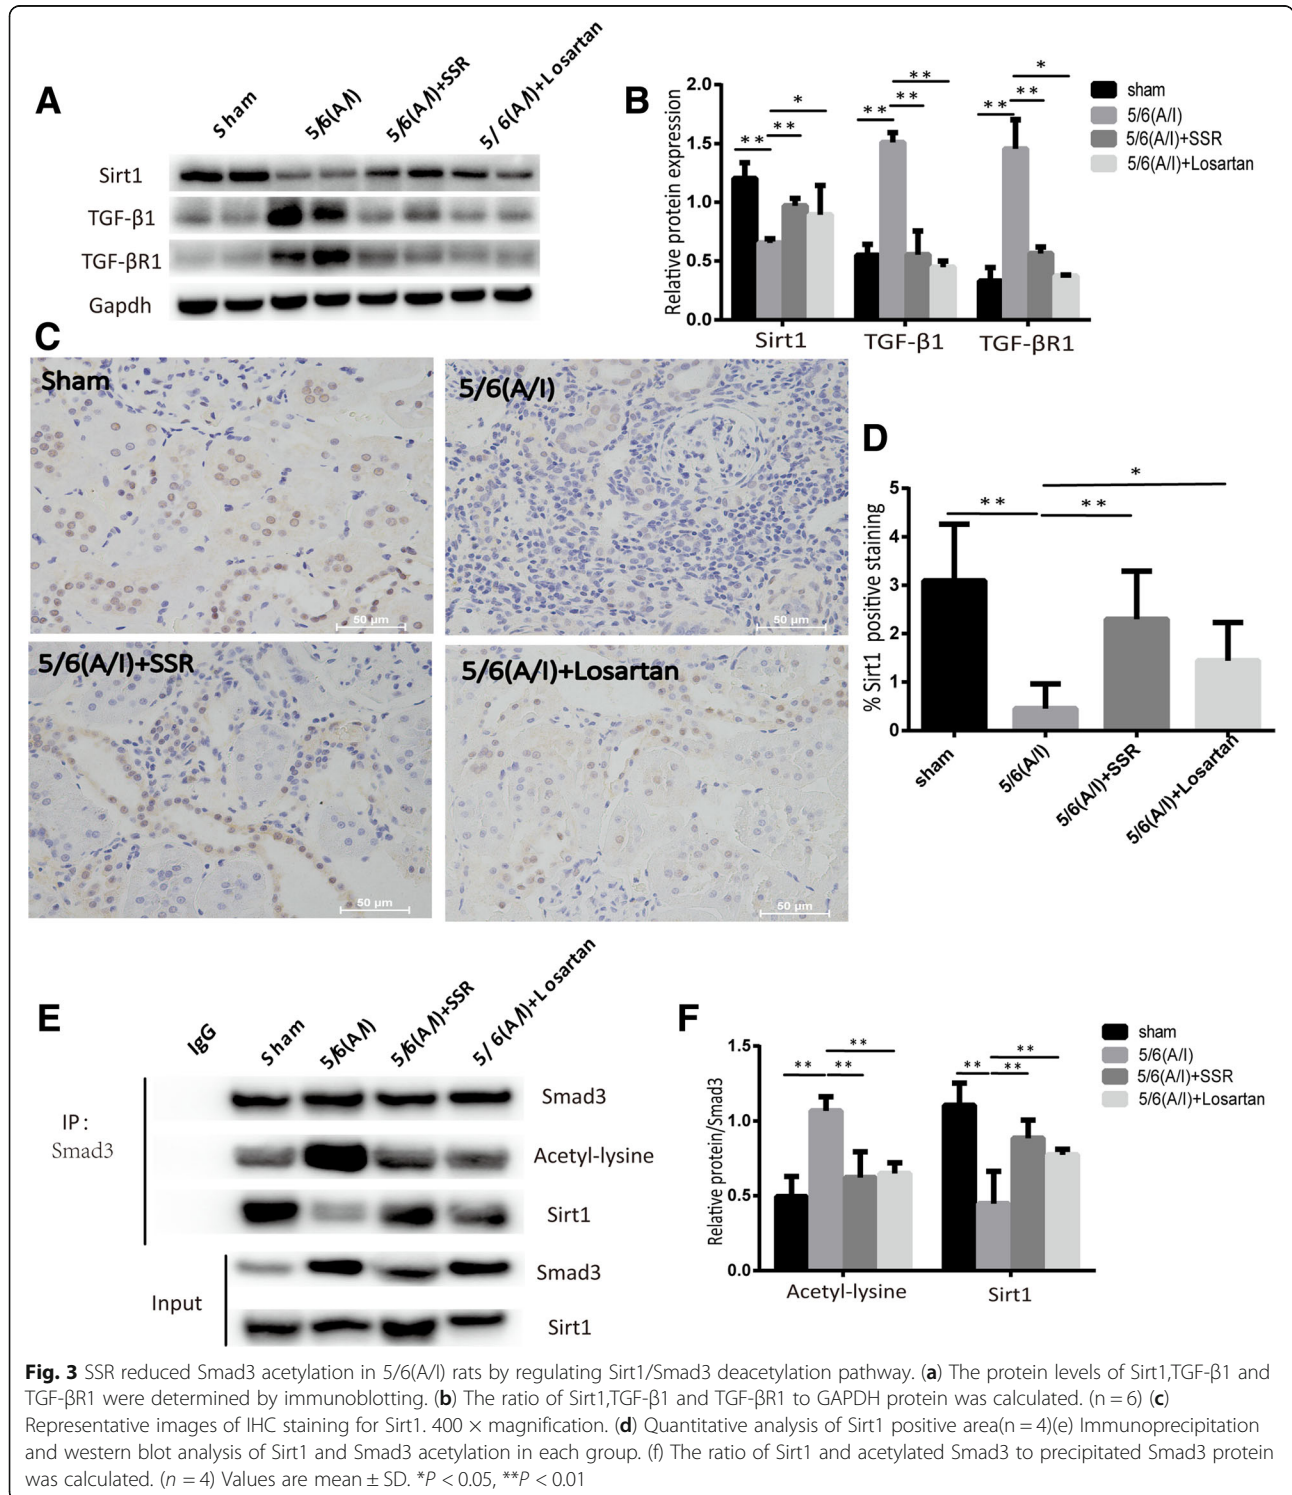 A
Sham
5/6(A/I)
5/6(A/I)+SSR
5/ 6(A/I)+Losartan
Sirt1
TGF-β1
TGF-βR1
Gapdh
B
Relative protein expression
2.0
1.5
1.0
0.5
0.0
* *
* *
*
* *
* *
* *
* *
* *
*
Sirt1
TGF-β1
TGF-βR1
sham
5/6(A/I)
5/6(A/I)+SSR
5/6(A/I)+Losartan
C
Sham
50 μm
5/6(A/I)
50 μm
5/6(A/I)+SSR
50 μm
5/6(A/I)+Losartan
50 μm
D
% Sirt1 positive staining
5
4
3
2
1
0
* *
* *
*
sham
5/6(A/I)
5/6(A/I)+SSR
5/6(A/I)+Losartan
E
IgG
Sham
5/6(A/I)
5/6(A/I)+SSR
5/ 6(A/I)+Losartan
IP :
Smad3
Smad3
Acetyl-lysine
Sirt1
Input
Smad3
Sirt1
F
Relative protein/Smad3
1.5
1.0
0.5
0.0
**
**
**
**
**
**
Acetyl-lysine
Sirt1
sham
5/6(A/I)
5/6(A/I)+SSR
5/6(A/I)+Losartan
Fig. 3 SSR reduced Smad3 acetylation in 5/6(A/I) rats by regulating Sirt1/Smad3 deacetylation pathway. (a) The protein levels of Sirt1,TGF-β1 and
TGF-βR1 were determined by immunoblotting. (b) The ratio of Sirt1,TGF-β1 and TGF-βR1 to GAPDH protein was calculated. (n = 6) (c)
Representative images of IHC staining for Sirt1. 400 × magnification. (d) Quantitative analysis of Sirt1 positive area(n = 4)(e) Immunoprecipitation
and western blot analysis of Sirt1 and Smad3 acetylation in each group. (f) The ratio of Sirt1 and acetylated Smad3 to precipitated Smad3 protein
was calculated. (n = 4) Values are mean ± SD. *P < 0.05, **P < 0.01